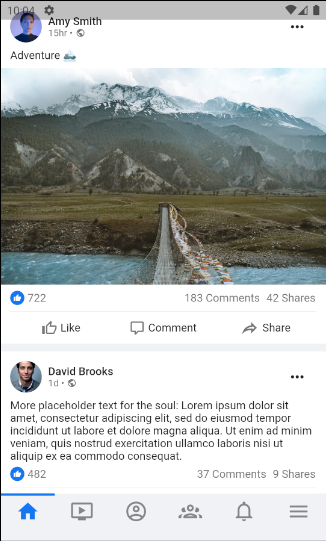 10:04
Amy Smith
15hr •
Adventure
722
183 Comments 42 Shares
Like
Comment
Share
David Brooks
1d •
More placeholder text for the soul: Lorem ipsum dolor sit
amet, consectetur adipiscing elit, sed do eiusmod tempor
incididunt ut labore et dolore magna aliqua. Ut enim ad minim
veniam, quis nostrud exercitation ullamco laboris nisi ut
aliquip ex ea commodo consequat.
482
37 Comments 9 Shares